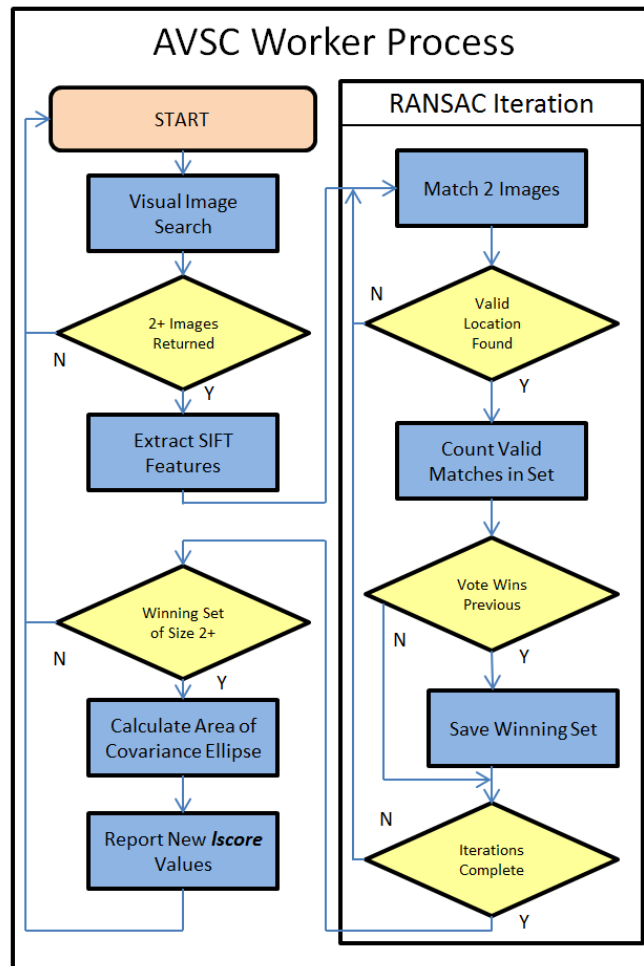 AVSC Worker Process
START
Visual Image
Search
2+ Images
Returned
N
Y
Extract SIFT
Features
Winning Set
of Size 2+
N
Y
Calculate Area of
Covariance Ellipse
Report New lscore
Values
RANSAC Iteration
Match 2 Images
N
Valid
Location
Found
Y
Count Valid
Matches in Set
Vote Wins
Previous
N
Y
Save Winning Set
N
Iterations
Complete
Y